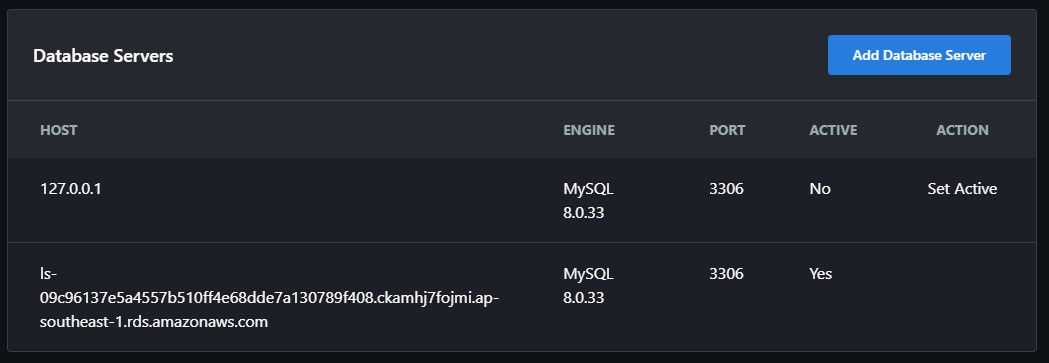 Database Servers
Add Database Server
HOST ENGINE PORT ACTIVE ACTION
127.0.0.1 MySQL 3306 No Set Active
8.0.33
ls- MySQL 3306 Yes
09c96137e5a4557b510ff4e68dde7a130789f408.ckamhj7fojmi.ap- 8.0.33
southeast-1.rds.amazonaws.com